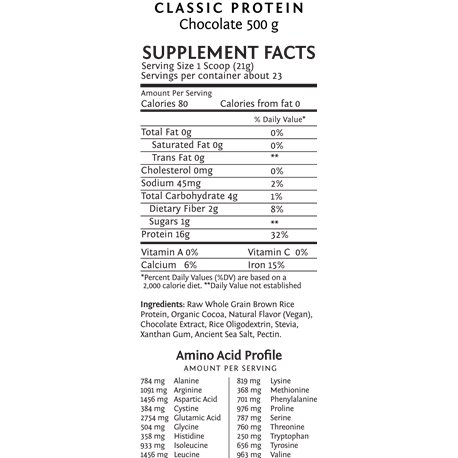 CLASSIC PROTEIN
Chocolate 500 g
SUPPLEMENT FACTS
Serving Size 1 Scoop (21g)
Servings per container about 23
Amount Per Serving
Calories 80 Calories from fat 0
% Daily Value*
Total Fat 0g 0%
Saturated Fat 0g 0%
Trans Fat 0g **
Cholesterol 0mg 0%
Sodium 45mg 2%
Total Carbohydrate 4g 1%
Dietary Fiber 2g 8%
Sugars 1g **
Protein 16g 32%
Vitamin A 0% Vitamin C 0%
Calcium 6% Iron 15%
*Percent Daily Values (%DV) are based on a
2,000 calorie diet. **Daily Value not established
Ingredients: Raw Whole Grain Brown Rice
Protein, Organic Cocoa, Natural Flavor (Vegan),
Chocolate Extract, Rice Oligodextrin, Stevia,
Xanthan Gum, Ancient Sea Salt, Pectin.
Amino Acid Profile
AMOUNT PER SERVING
784 mg Alanine 819 mg Lysine
1091 mg Arginine 368 mg Methionine
1456 mg Aspartic Acid 701 mg Phenylalanine
384 mg Cystine 976 mg Proline
2754 mg Glutamic Acid 787 mg Serine
504 mg Glycine 760 mg Threonine
358 mg Histidine 250 mg Tryptophan
933 mg Isoleucine 656 mg Tyrosine
1456 mg Leucine 963 mg Valine